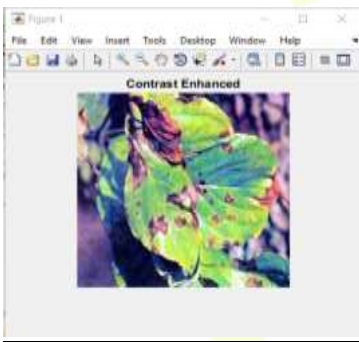 Figure 1
File Edit View Insert Tools Desktop Window Help
Contrast Enhanced